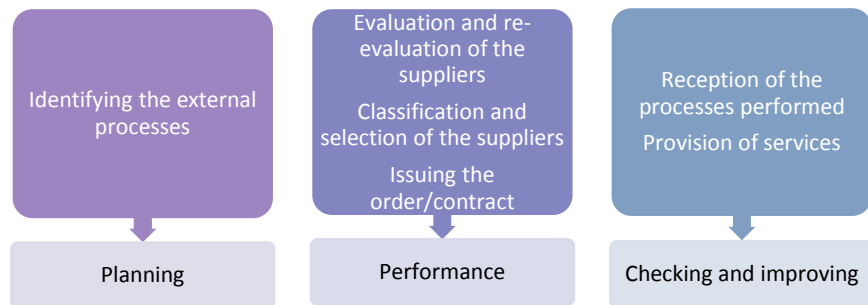 Identifying the external
processes
Planning
Evaluation and re-
evaluation of the
suppliers
Classification and
selection of the suppliers
Issuing the
order/contract
Performance
Reception of the
processes performed
Provision of services
Checking and improving